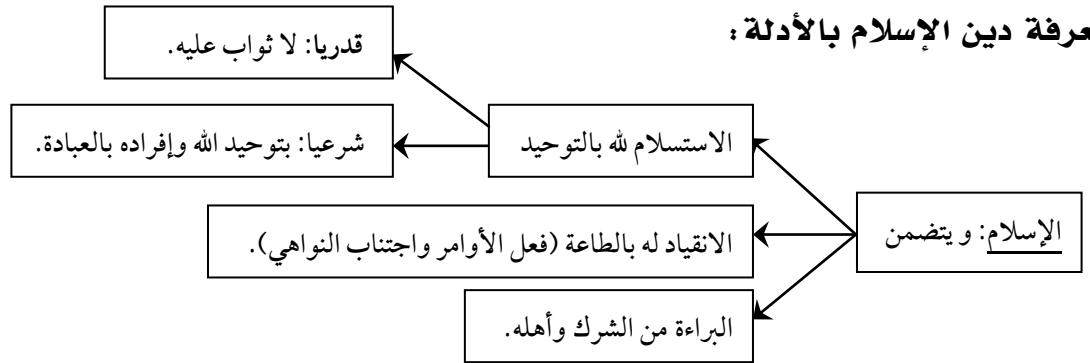 عرفة دين الإسلام بالأدلة:
الإسلام: و يتضمن
الاستسلام لله بالتوحيد
قدريا: لا ثواب عليه.
شرعيا: بتوحيد الله وإفراده بالعبادة.
الانقياد له بالطاعة (فعل الأوامر واجتناب النواهي).
البراءة من الشرك وأهله.